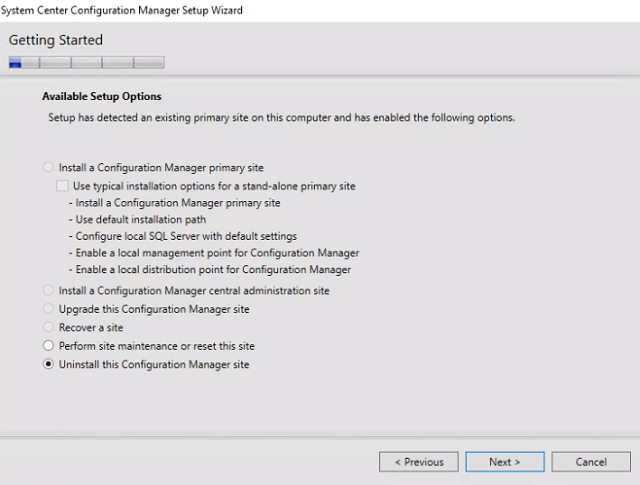 System Center Configuration Manager Setup Wizard
Getting Started
Available Setup Options
Setup has detected an existing primary site on this computer and has enabled the following options.
Install a Configuration Manager primary site
Use typical installation options for a stand-alone primary site
- Install a Configuration Manager primary site
- Use default installation path
- Configure local SQL Server with default settings
- Enable a local management point for Configuration Manager
- Enable a local distribution point for Configuration Manager
Install a Configuration Manager central administration site
Upgrade this Configuration Manager site
Recover a site
Perform site maintenance or reset this site
Uninstall this Configuration Manager site
< Previous Next > Cancel